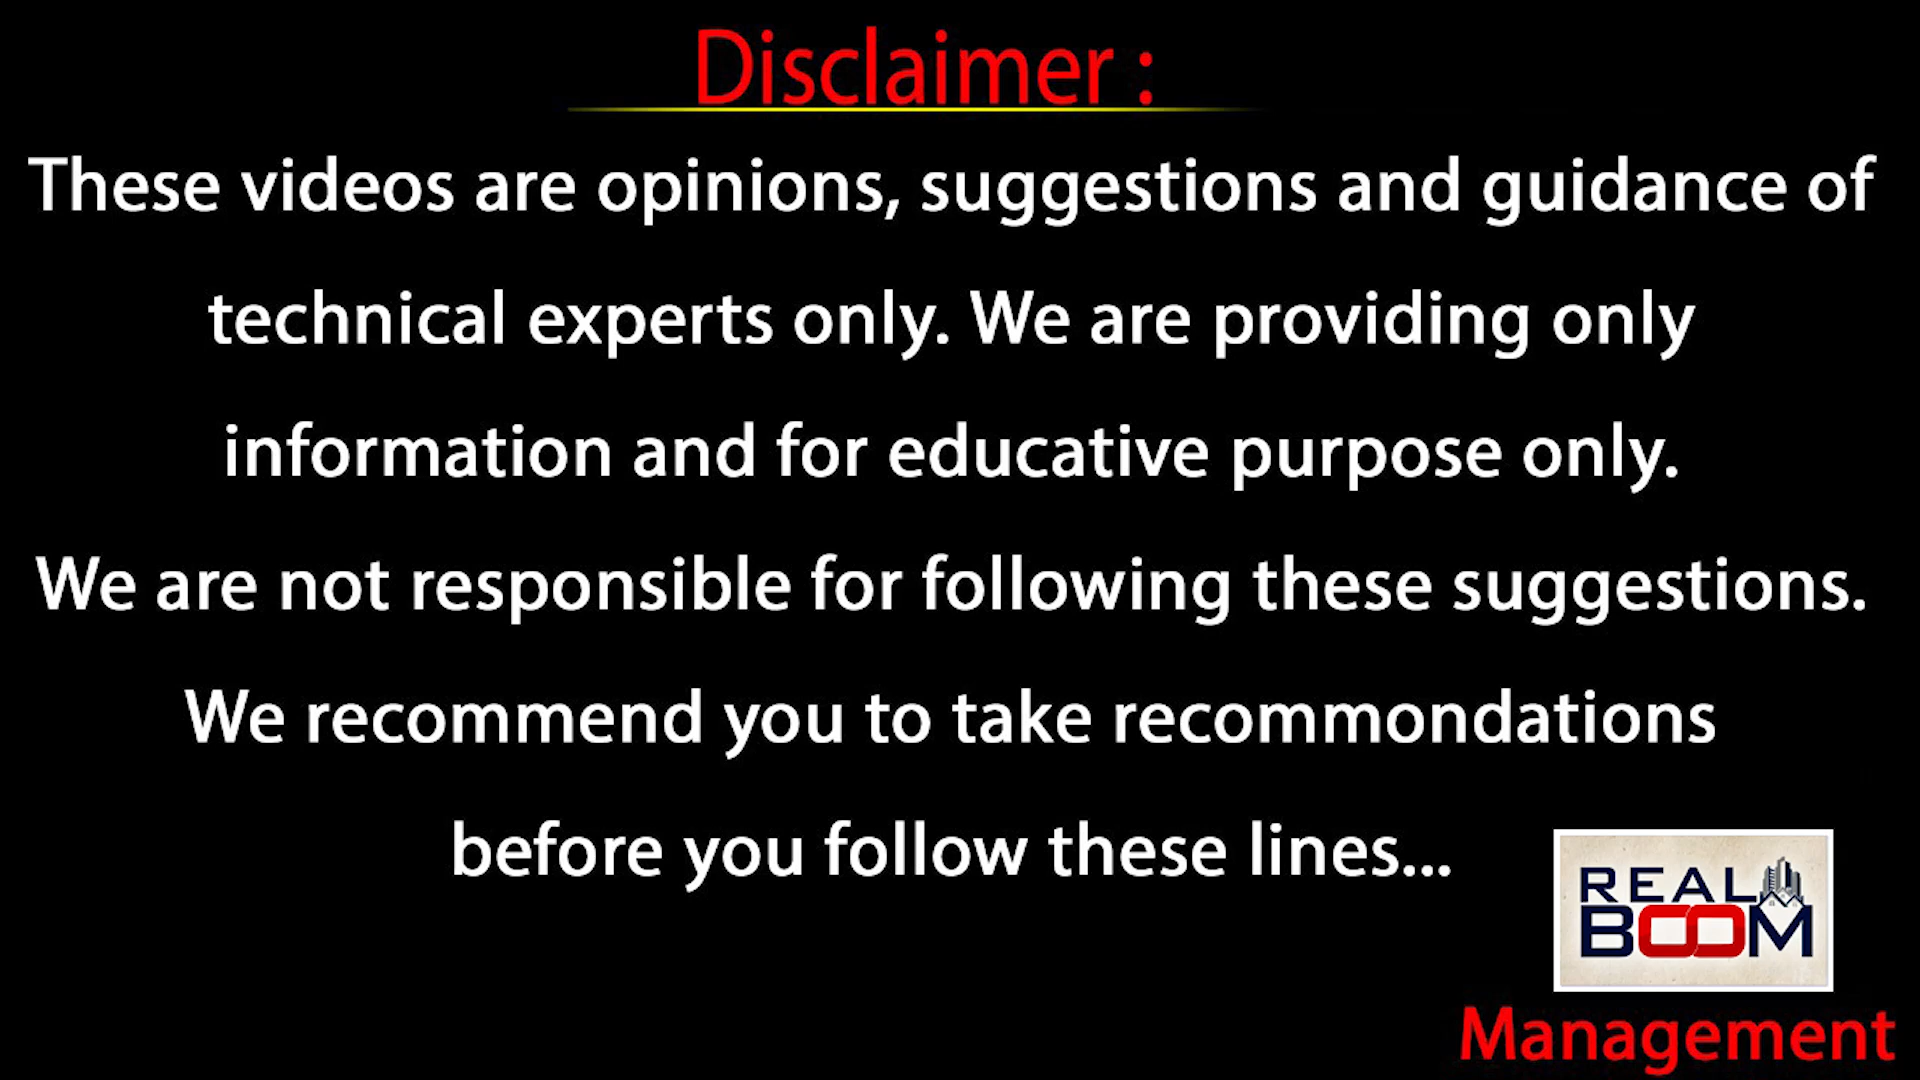 Disclaimer :
These videos are opinions, suggestions and guidance of
technical experts only. We are providing only
information and for educative purpose only.
We are not responsible for following these suggestions.
We recommend you to take recommondations
before you follow these lines...
REAL
BOOM
Management